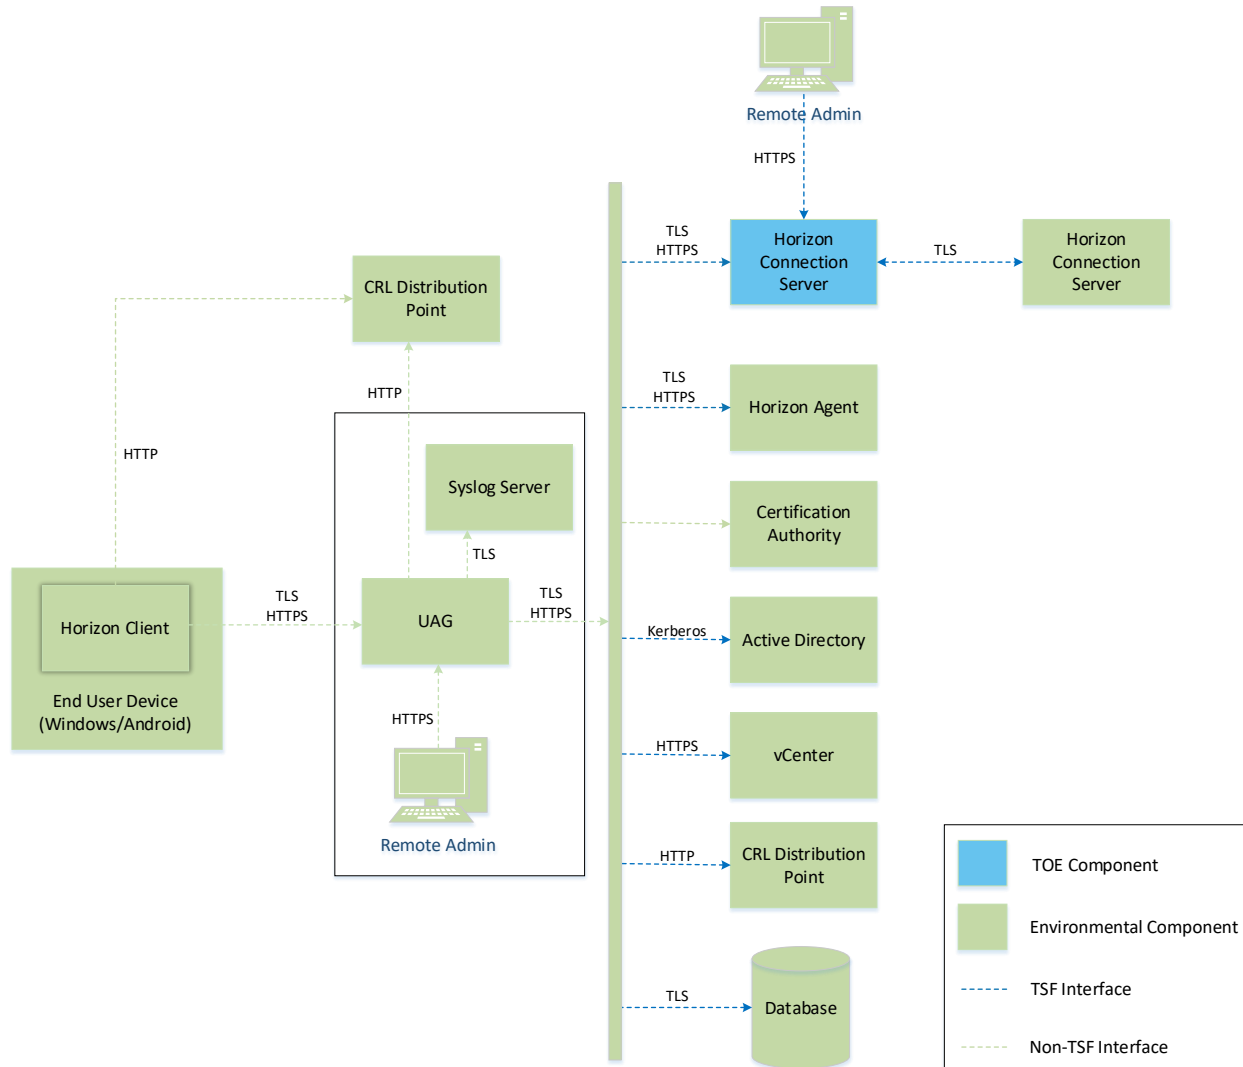 Remote Admin
HTTPS
TLS
HTTPS
Horizon
Connection
Server
TLS
Horizon
Connection
Server
CRL Distribution
Point
HTTP
HTTP
TLS
HTTPS
Horizon Agent
Syslog Server
TLS
Certification
Authority
Horizon Client
End User Device
(Windows/Android)
TLS
HTTPS
UAG
TLS
HTTPS
Kerberos
Active Directory
HTTPS
Remote Admin
HTTPS
vCenter
HTTP
CRL Distribution
Point
TLS
Database
TOE Component
Environmental Component
TSF Interface
Non-TSF Interface